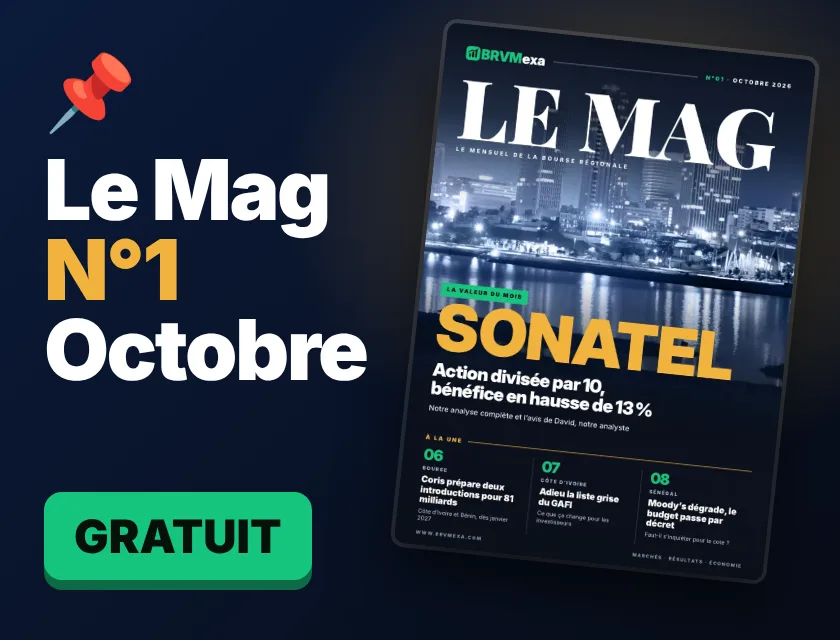 Le Mag
N°1
Octobre
GRATUIT
BRVMexa
N°01 · OCTOBRE 2026
LE MAG
LE MENSUEL DE LA BOURSE RÉGIONALE
LA VALEUR DU MOIS
SONATEL
Action divisée par 10,
bénéfice en hausse de 13 %
Notre analyse complète et l'avis de David, notre analyste
À LA UNE
06
BOURSE
Coris prépare deux
introductions pour 81
milliards
Côte d'Ivoire et Bénin, dès janvier
2027
07
CÔTE D'IVOIRE
Adieu la liste grise
du GAFI
Ce que ça change pour les
investisseurs
08
SÉNÉGAL
Moody's dégrade, le
budget passe par
décret
Faut-il s'inquiéter pour la cote ?
WWW.BRVMEXA.COM
MARCHÉS · RÉSULTATS · ÉCONOMIE